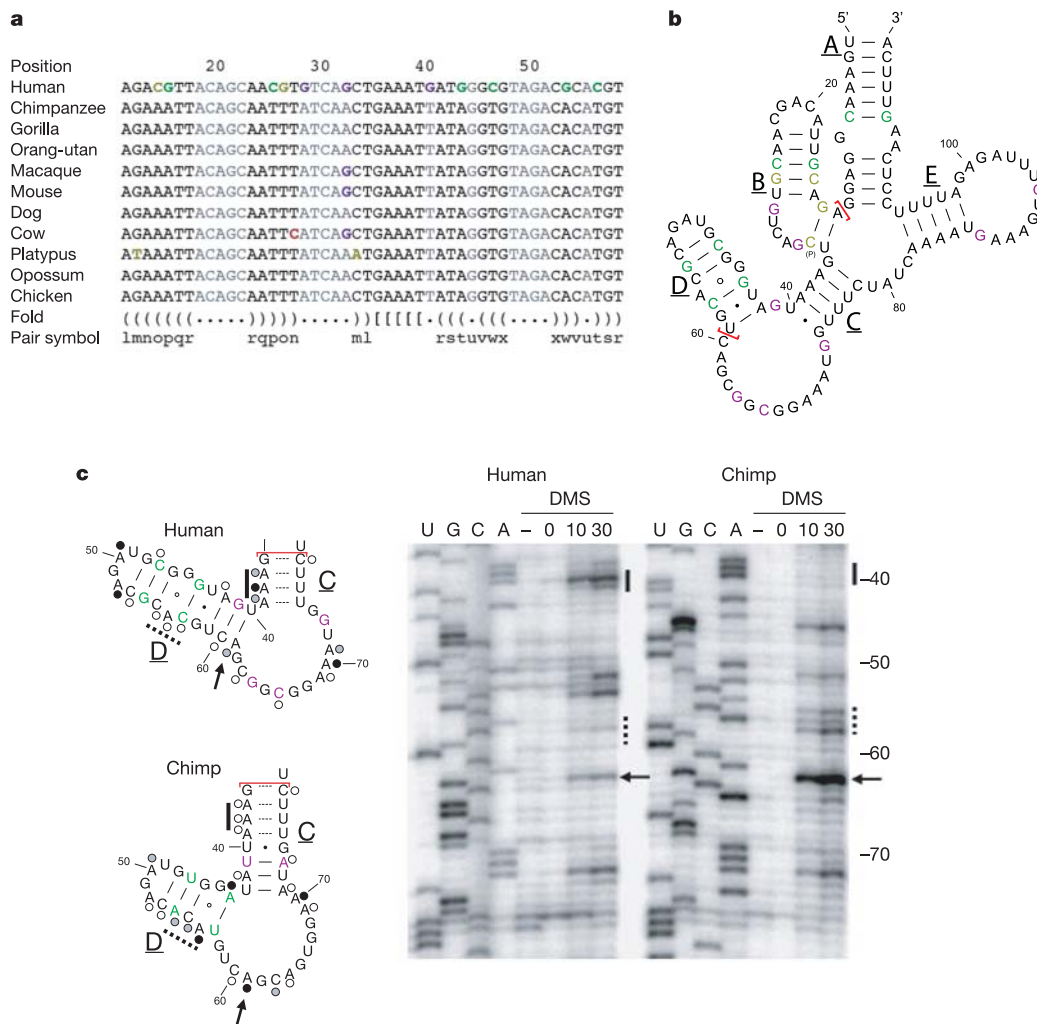 a
Position 20 30 40 50
Human AGACGTTACAGCAACGTGTCAGCTGAAATGATGGGCGTAGACGCACGT
Chimpanzee AGAAATTACAGCAATTTATCAACTGAAATTATAGGTGTAGACACATGT
Gorilla AGAAATTACAGCAATTTATCAACTGAAATTATAGGTGTAGACACATGT
Orang-utan AGAAATTACAGCAATTTATCAACTGAAATTATAGGTGTAGACACATGT
Macaque AGAAATTACAGCAATTTATCAGCTGAAATTATAGGTGTAGACACATGT
Mouse AGAAATTACAGCAATTTATCAGCTGAAATTATAGGTGTAGACACATGT
Dog AGAAATTACAGCAATTTATCAACTGAAATTATAGGTGTAGACACATGT
Cow AGAAATTACAGCAATTCATCAGCTGAAATTATAGGTGTAGACACATGT
Platypus ATAAATTACAGCAATTTATCAAATGAAATTATAGGTGTAGACACATGT
Opossum AGAAATTACAGCAATTTATCAACTGAAATTATAGGTGTAGACACATGT
Chicken AGAAATTACAGCAATTTATCAACTGAAATTATAGGTGTAGACACATGT
Fold (((((((.....))))).....))[[[[[.(((((((....)))))))
Pair symbol lmnopqr rqpon ml rstuvwx xwvutsr
b
5′ 3′
A
20
B
100
E
D
40
C
80
60
(P)
c
Human
50
D
60
40
C
70
Chimp
50
D
60
40
C
70
Human Chimp
DMS DMS
U G C A – 0 10 30 U G C A – 0 10 30
–40
–50
–60
–70